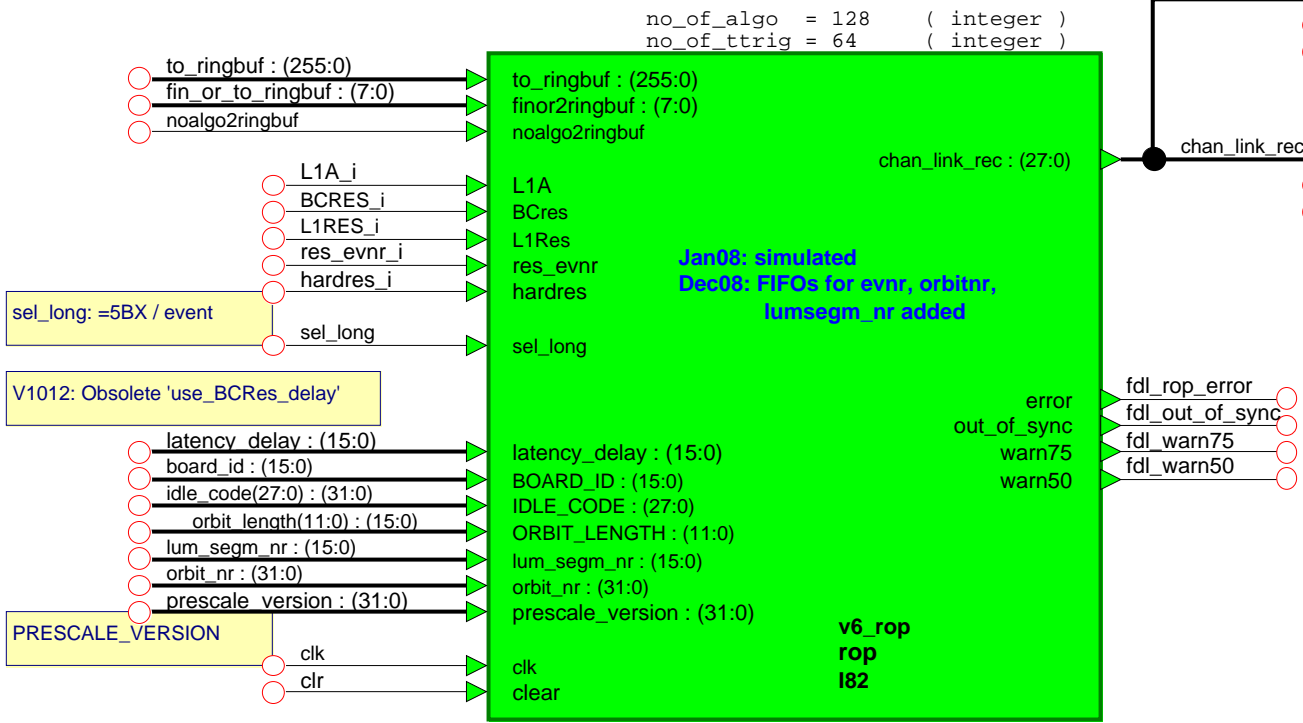 no_of_algo = 128 ( integer )
no_of_ttrig = 64 ( integer )
to_ringbuf : (255:0)
fin_or_to_ringbuf : (7:0)
noalgo2ringbuf
to_ringbuf : (255:0)
finor2ringbuf : (7:0)
noalgo2ringbuf
chan_link_rec : (27:0)
chan_link_rec
L1A_i
BCRES_i
L1RES_i
res_evnr_i
hardres_i
L1A
BCres
L1Res
res_evnr
hardres
Jan08: simulated
Dec08: FIFOs for evnr, orbitnr,
lumsegm_nr added
sel_long: =5BX / event
sel_long
sel_long
V1012: Obsolete 'use_BCRes_delay'
error
out_of_sync
warn75
warn50
fdl_rop_error
fdl_out_of_sync
fdl_warn75
fdl_warn50
latency_delay : (15:0)
board_id : (15:0)
idle_code(27:0) : (31:0)
orbit_length(11:0) : (15:0)
lum_segm_nr : (15:0)
orbit_nr : (31:0)
prescale_version : (31:0)
latency_delay : (15:0)
BOARD_ID : (15:0)
IDLE_CODE : (27:0)
ORBIT_LENGTH : (11:0)
lum_segm_nr : (15:0)
orbit_nr : (31:0)
prescale_version : (31:0)
PRESCALE_VERSION
clk
clr
clk
clear
v6_rop
rop
I82